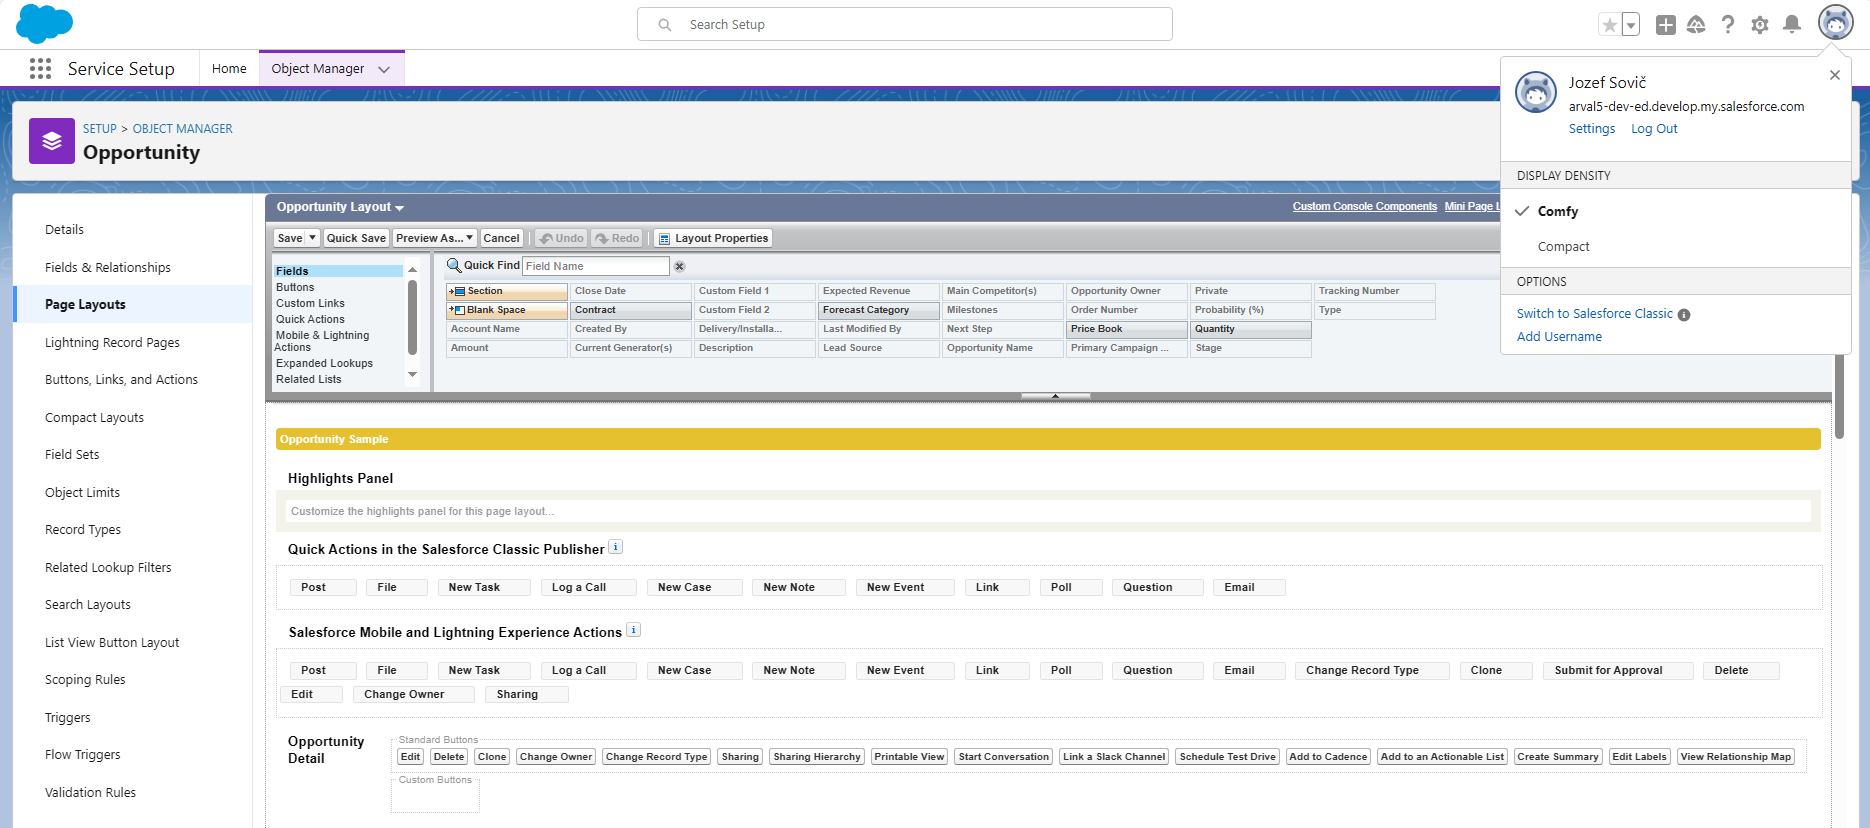 Search Setup
Service Setup
Home
Object Manager
Jozef Sovič
arval5-dev-ed.develop.my.salesforce.com
Settings Log Out
DISPLAY DENSITY
Comfy
Compact
OPTIONS
Switch to Salesforce Classic
Add Username
SETUP > OBJECT MANAGER
Opportunity
Details
Fields & Relationships
Page Layouts
Lightning Record Pages
Buttons, Links, and Actions
Compact Layouts
Field Sets
Object Limits
Record Types
Related Lookup Filters
Search Layouts
List View Button Layout
Scoping Rules
Triggers
Flow Triggers
Validation Rules
Opportunity Layout
Custom Console Components Mini Page L
Save Quick Save Preview As... Cancel Undo Redo Layout Properties
Fields
Buttons
Custom Links
Quick Actions
Mobile & Lightning
Actions
Expanded Lookups
Related Lists
Quick Find Field Name
Section Close Date Custom Field 1 Expected Revenue Main Competitor(s) Opportunity Owner Private Tracking Number
Blank Space Contract Custom Field 2 Forecast Category Milestones Order Number Probability (%) Type
Account Name Created By Delivery/Installa... Last Modified By Next Step Price Book Quantity
Amount Current Generator(s) Description Lead Source Opportunity Name Primary Campaign ... Stage
Opportunity Sample
Highlights Panel
Customize the highlights panel for this page layout...
Quick Actions in the Salesforce Classic Publisher i
Post File New Task Log a Call New Case New Note New Event Link Poll Question Email
Salesforce Mobile and Lightning Experience Actions i
Post File New Task Log a Call New Case New Note New Event Link Poll Question Email Change Record Type Clone Submit for Approval Delete
Edit Change Owner Sharing
Opportunity
Detail
Standard Buttons
Edit Delete Clone Change Owner Change Record Type Sharing Sharing Hierarchy Printable View Start Conversation Link a Slack Channel Schedule Test Drive Add to Cadence Add to an Actionable List Create Summary Edit Labels View Relationship Map
Custom Buttons